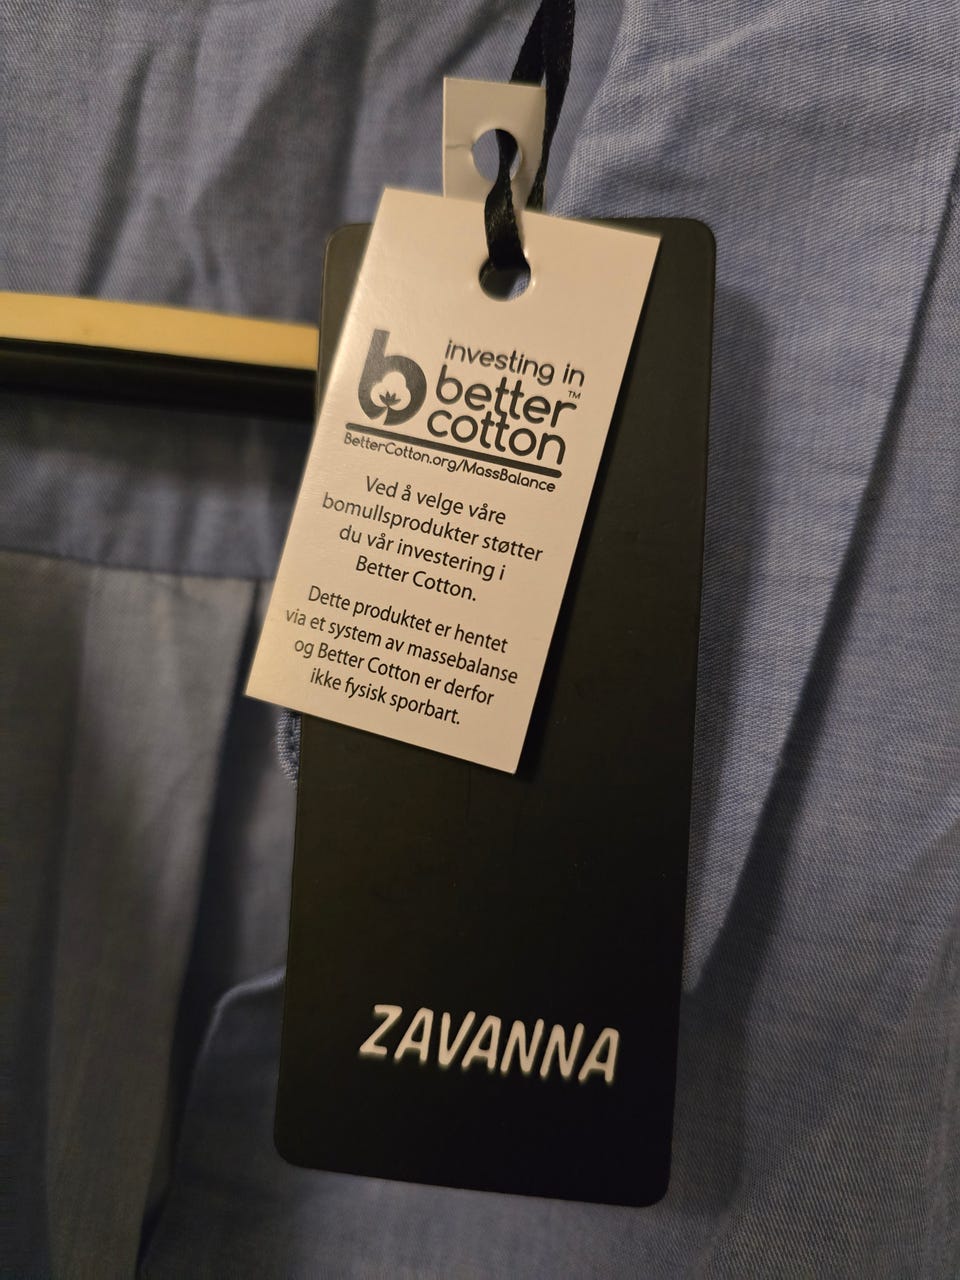 investing in
better™
cotton
BetterCotton.org/MassBalance
Ved å velge våre
bomullsprodukter støtter
du vår investering i
Better Cotton.
Dette produktet er hentet
via et system av massebalanse
og Better Cotton er derfor
ikke fysisk sporbart.
ZAVANNA